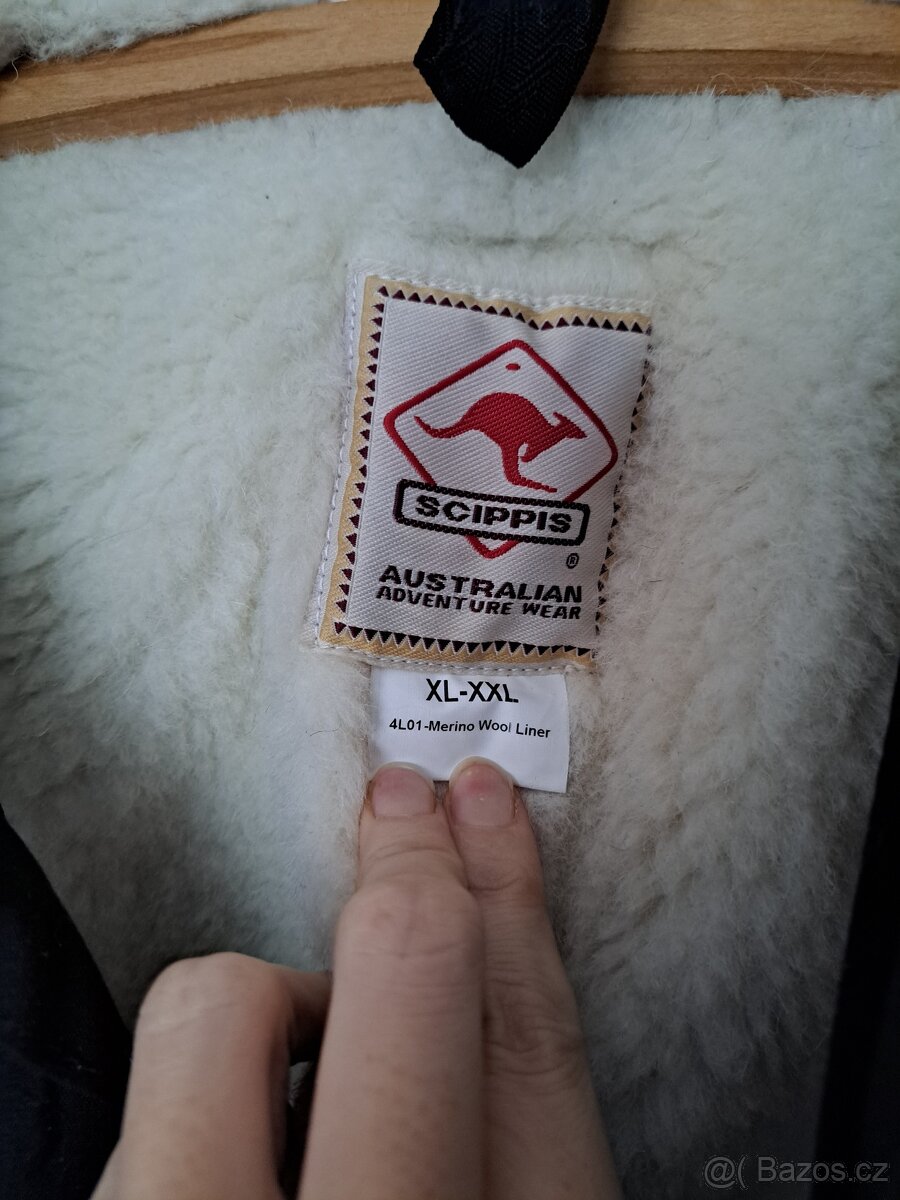 SCIPPIS
®
AUSTRALIAN
ADVENTURE WEAR
XL-XXL
4L01-Merino Wool Liner
@( Bazos.cz